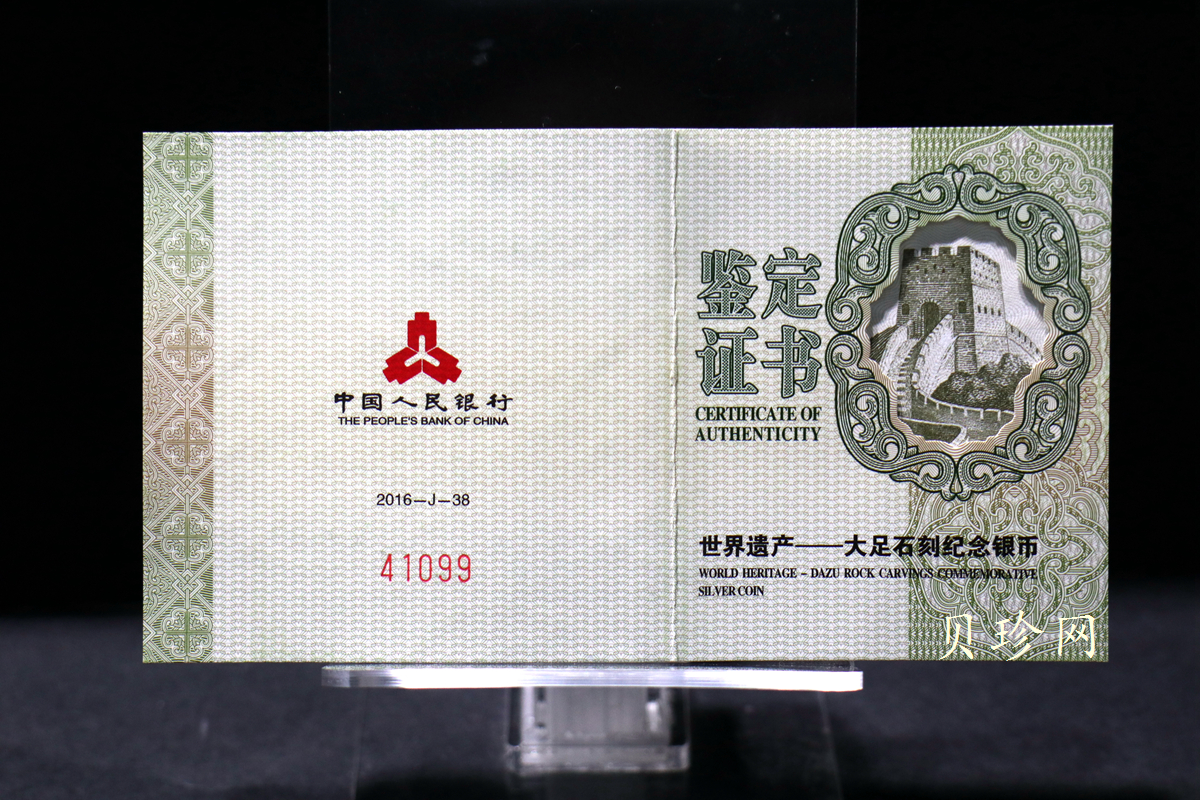 中国人民银行
THE PEOPLE'S BANK OF CHINA
2016-J-38
41099
鉴定
证书
CERTIFICATE OF
AUTHENTICITY
世界遗产——大足石刻纪念银币
WORLD HERITAGE - DAZU ROCK CARVINGS COMMEMORATIVE
SILVER COIN
贝珍网